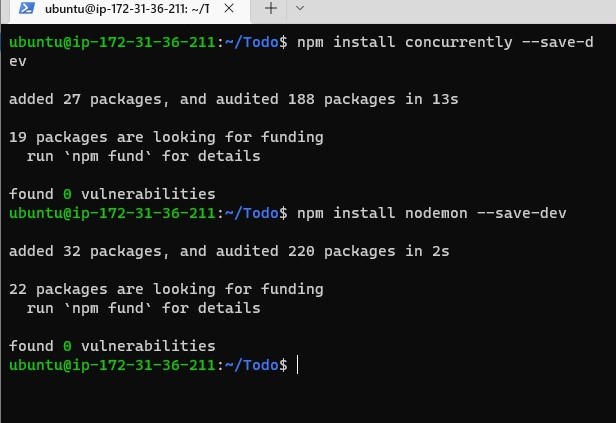 ubuntu@ip-172-31-36-211: ~/T
ubuntu@ip-172-31-36-211:~/Todo$ npm install concurrently --save-d
ev
added 27 packages, and audited 188 packages in 13s
19 packages are looking for funding
  run `npm fund` for details
found 0 vulnerabilities
ubuntu@ip-172-31-36-211:~/Todo$ npm install nodemon --save-dev
added 32 packages, and audited 220 packages in 2s
22 packages are looking for funding
  run `npm fund` for details
found 0 vulnerabilities
ubuntu@ip-172-31-36-211:~/Todo$